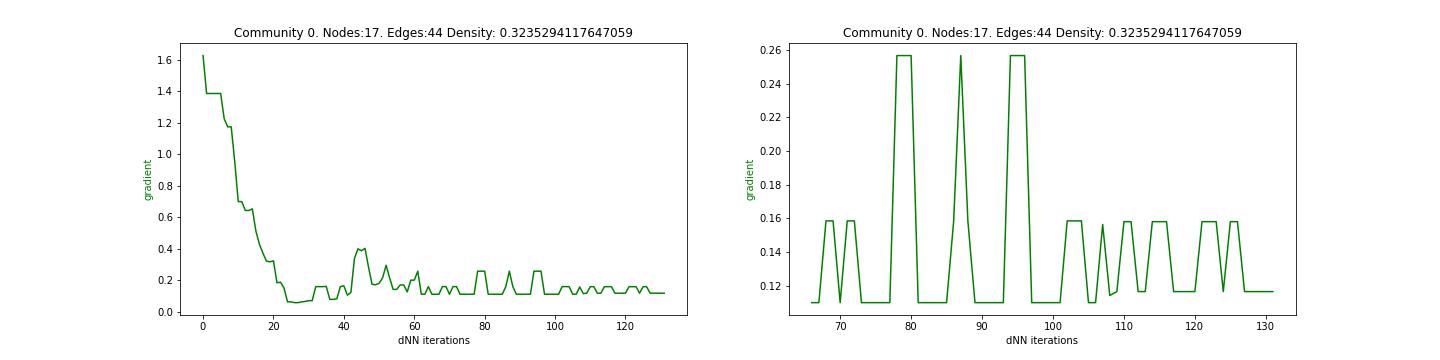 Community 0. Nodes:17. Edges:44 Density: 0.3235294117647059
1.6
1.4
1.2
1.0
0.8
0.6
0.4
0.2
0.0
gradient
0 20 40 60 80 100 120
dNN iterations
Community 0. Nodes:17. Edges:44 Density: 0.3235294117647059
0.26
0.24
0.22
0.20
0.18
0.16
0.14
0.12
gradient
70 80 90 100 110 120 130
dNN iterations